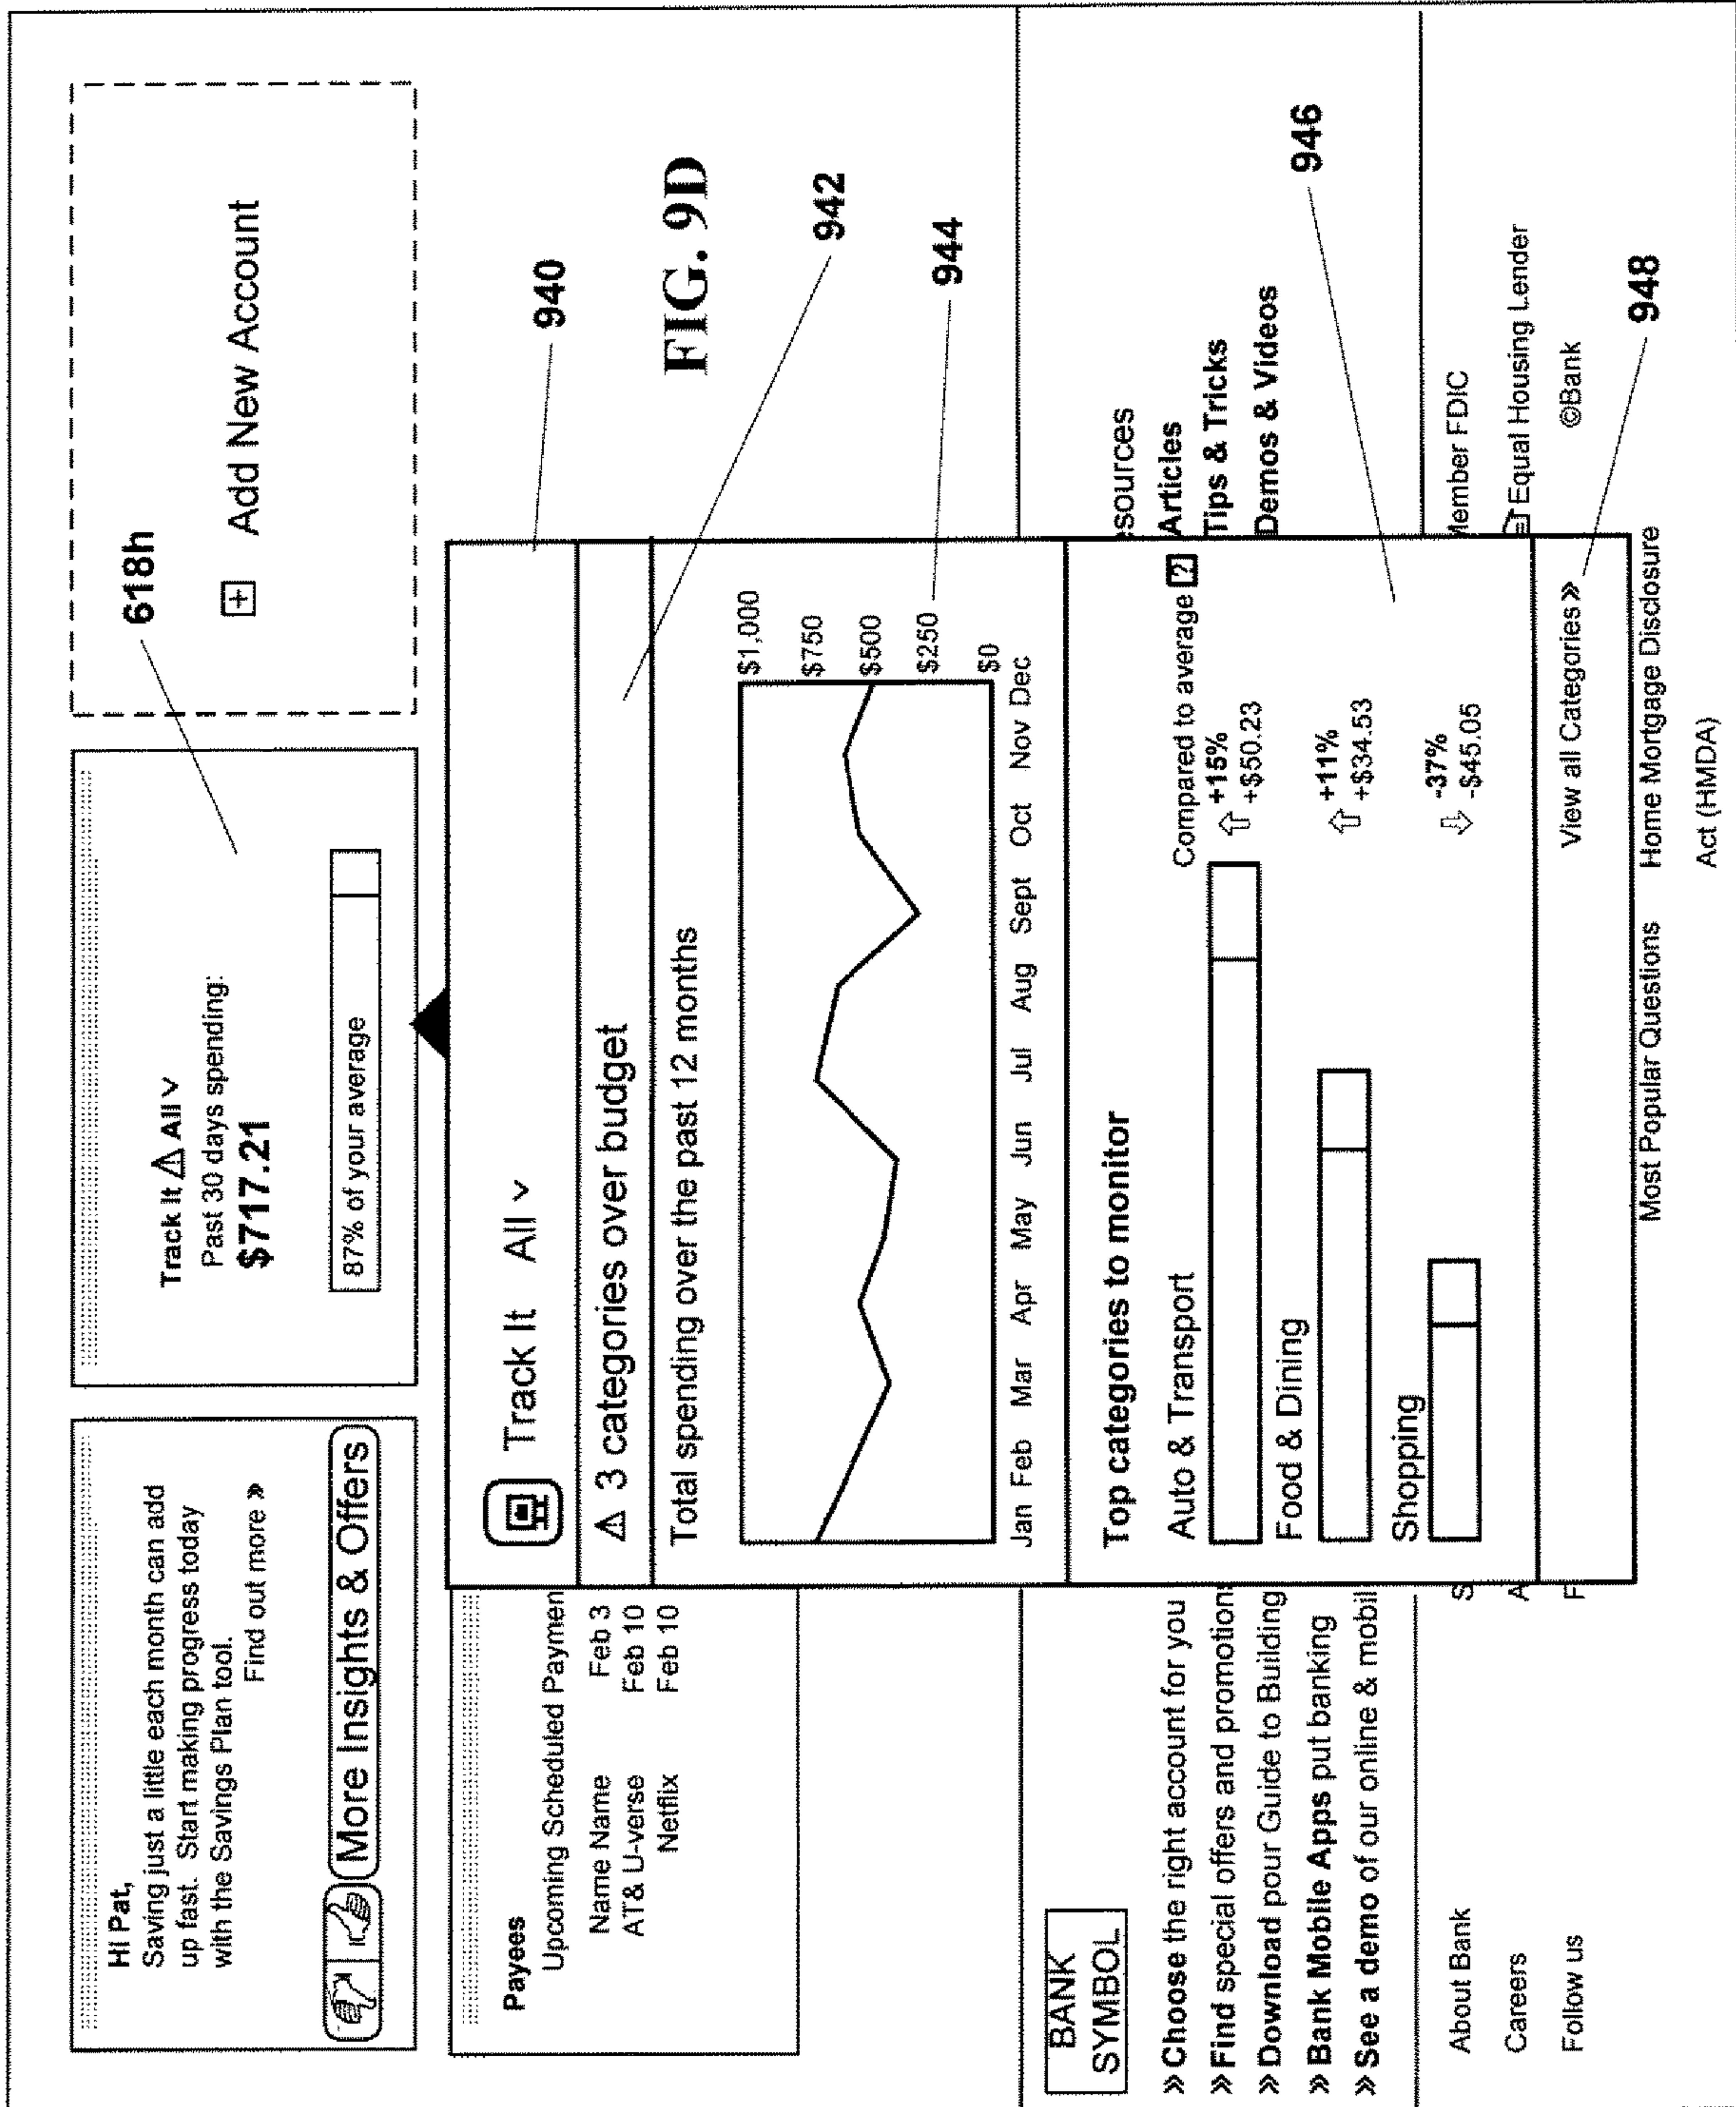 Hi Pat,
Saving just a little each month can add
up fast. Start making progress today
with the Savings Plan tool.
Find out more »
More Insights & Offers
Track It ⚠ All ˅
Past 30 days spending:
$717.21
87% of your average
618h
+ Add New Account
Payees
Upcoming Scheduled Paymen
Name Name Feb 3
AT& U-verse Feb 10
Netflix Feb 10
940
Track It All ˅
⚠ 3 categories over budget
FIG. 9D
942
Total spending over the past 12 months
$1,000
$750
$500
$250
$0
944
Jan Feb Mar Apr May Jun Jul Aug Sept Oct Nov Dec
Top categories to monitor
Compared to average [?]
Auto & Transport
+15%
+$50.23
Food & Dining
+11%
+$34.53
Shopping
-37%
-$45.05
946
View all Categories »
948
BANK
SYMBOL
» Choose the right account for you
» Find special offers and promotion
» Download pour Guide to Building
» Bank Mobile Apps put banking
» See a demo of our online & mobil
esources
Articles
Tips & Tricks
Demos & Videos
About Bank
Careers
Follow us
S
A
F
Member FDIC
Equal Housing Lender
©Bank
Most Popular Questions
Home Mortgage Disclosure
Act (HMDA)